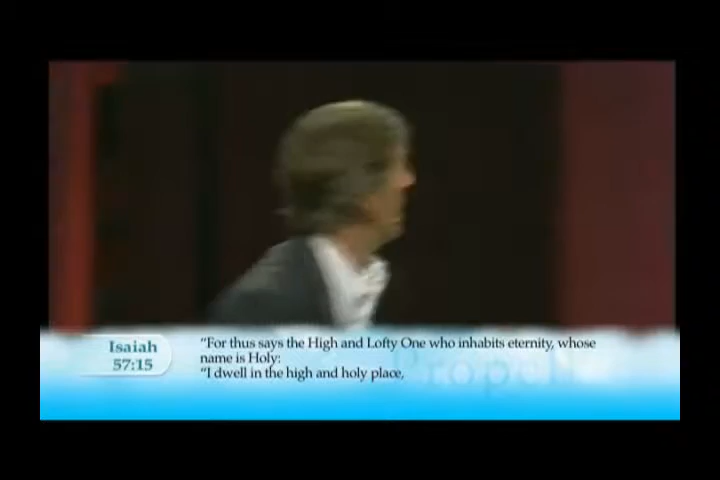 Isaiah
57:15
“For thus says the High and Lofty One who inhabits eternity, whose
name is Holy:
“I dwell in the high and holy place,